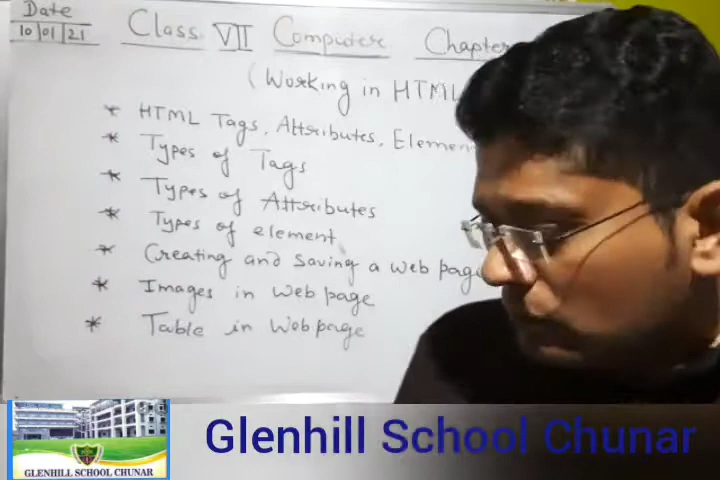 Date
10|01|21
Class VII Computer Chapter
(Working in HTML
* HTML Tags, Attributes, Elemen
* Types of Tags
* Types of Attributes
* Types of element
* Creating and saving a web page
* Images in Web page
* Table in Web page
GLENHILL SCHOOL CHUNAR
Glenhill School Chunar